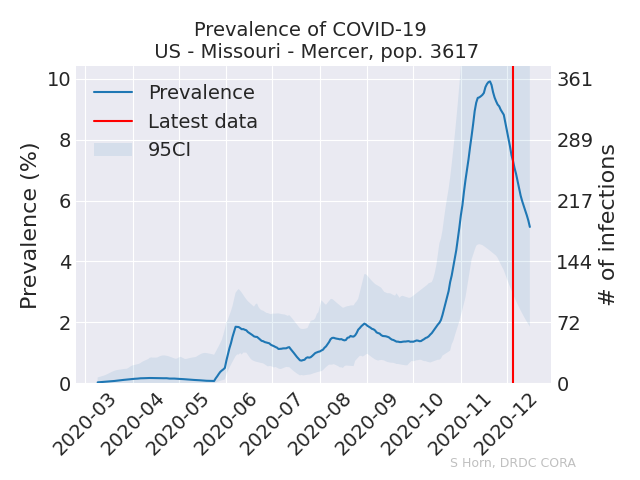 Prevalence of COVID-19
US - Missouri - Mercer, pop. 3617
Prevalence
Latest data
95CI
Prevalence (%)
10
8
6
4
2
0
361
289
217
144
72
0
# of infections
2020-03
2020-04
2020-05
2020-06
2020-07
2020-08
2020-09
2020-10
2020-11
2020-12
S Horn, DRDC CORA